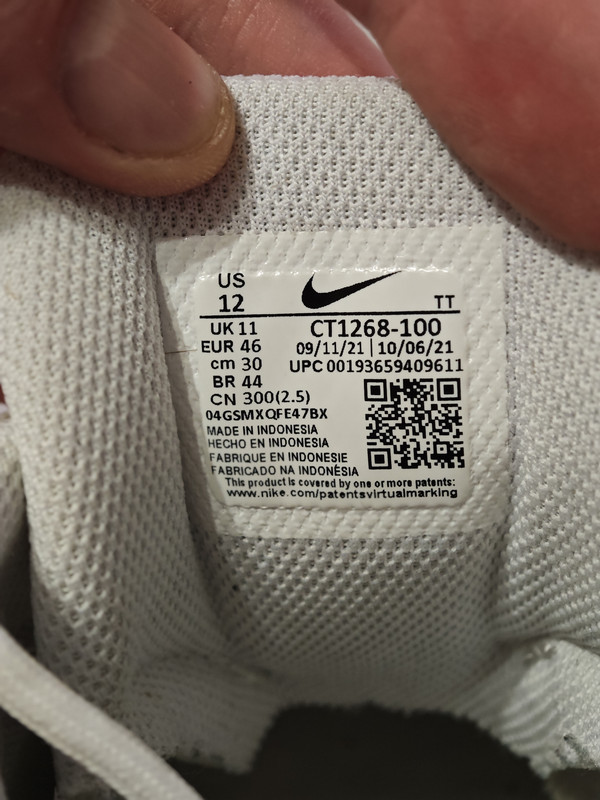 US
12
TT
UK 11
CT1268-100
EUR 46
09/11/21 | 10/06/21
cm 30
UPC 00193659409611
BR 44
CN 300(2.5)
04GSMXQFE47BX
MADE IN INDONESIA
HECHO EN INDONESIA
FABRIQUE EN INDONESIE
FABRICADO NA INDONÉSIA
This product is covered by one or more patents:
www.nike.com/patentsvirtualmarking